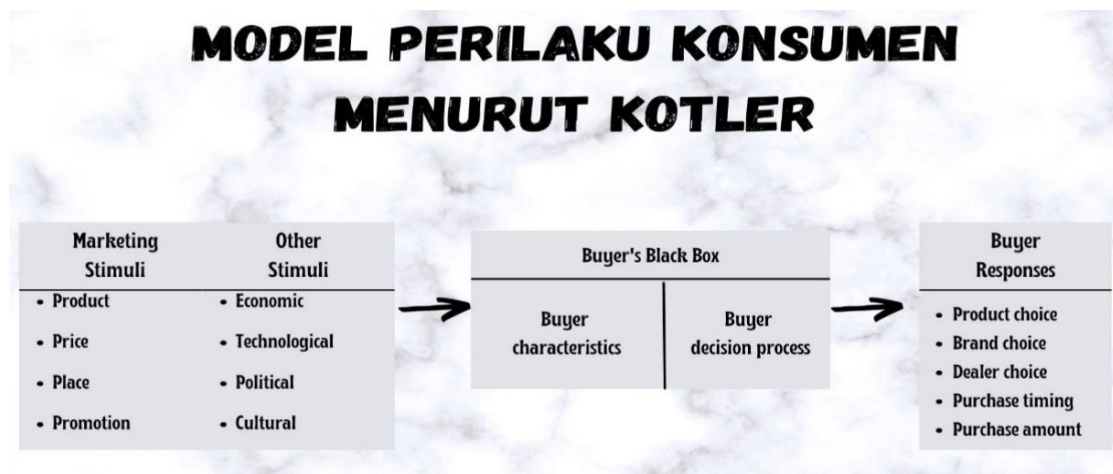 MODEL PERILAKU KONSUMEN
MENURUT KOTLER
Marketing
Stimuli
• Product
• Price
• Place
• Promotion
Other
Stimuli
• Economic
• Technological
• Political
• Cultural
Buyer's Black Box
Buyer
characteristics
Buyer
decision process
Buyer
Responses
• Product choice
• Brand choice
• Dealer choice
• Purchase timing
• Purchase amount